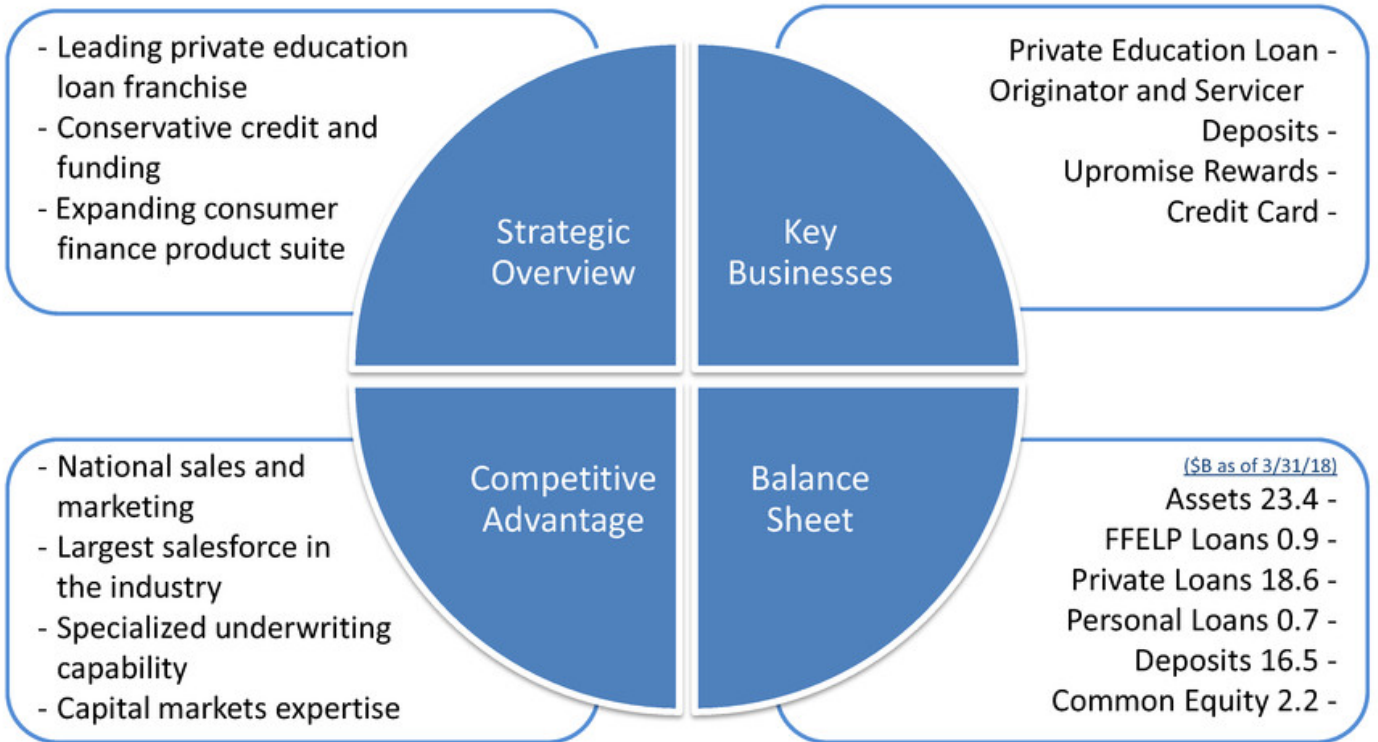 - Leading private education
loan franchise
- Conservative credit and
funding
- Expanding consumer
finance product suite
Strategic
Overview
Key
Businesses
Private Education Loan -
Originator and Servicer
Deposits -
Upromise Rewards -
Credit Card -
- National sales and
marketing
- Largest salesforce in
the industry
- Specialized underwriting
capability
- Capital markets expertise
Competitive
Advantage
Balance
Sheet
($B as of 3/31/18)
Assets 23.4 -
FFELP Loans 0.9 -
Private Loans 18.6 -
Personal Loans 0.7 -
Deposits 16.5 -
Common Equity 2.2 -